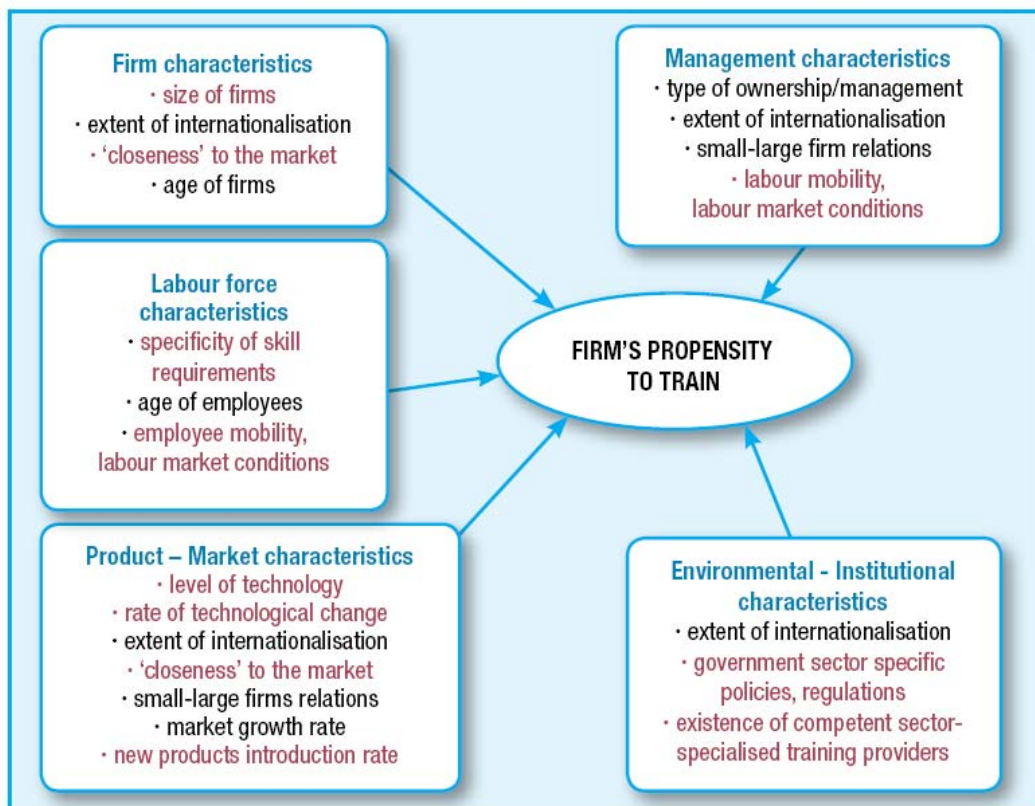 Firm characteristics
· size of firms
· extent of internationalisation
· ‘closeness’ to the market
· age of firms
Management characteristics
· type of ownership/management
· extent of internationalisation
· small-large firm relations
· labour mobility,
labour market conditions
Labour force
characteristics
· specificity of skill
requirements
· age of employees
· employee mobility,
labour market conditions
FIRM’S PROPENSITY
TO TRAIN
Product – Market characteristics
· level of technology
· rate of technological change
· extent of internationalisation
· ‘closeness’ to the market
· small-large firms relations
· market growth rate
· new products introduction rate
Environmental - Institutional
characteristics
· extent of internationalisation
· government sector specific
policies, regulations
· existence of competent sector-
specialised training providers